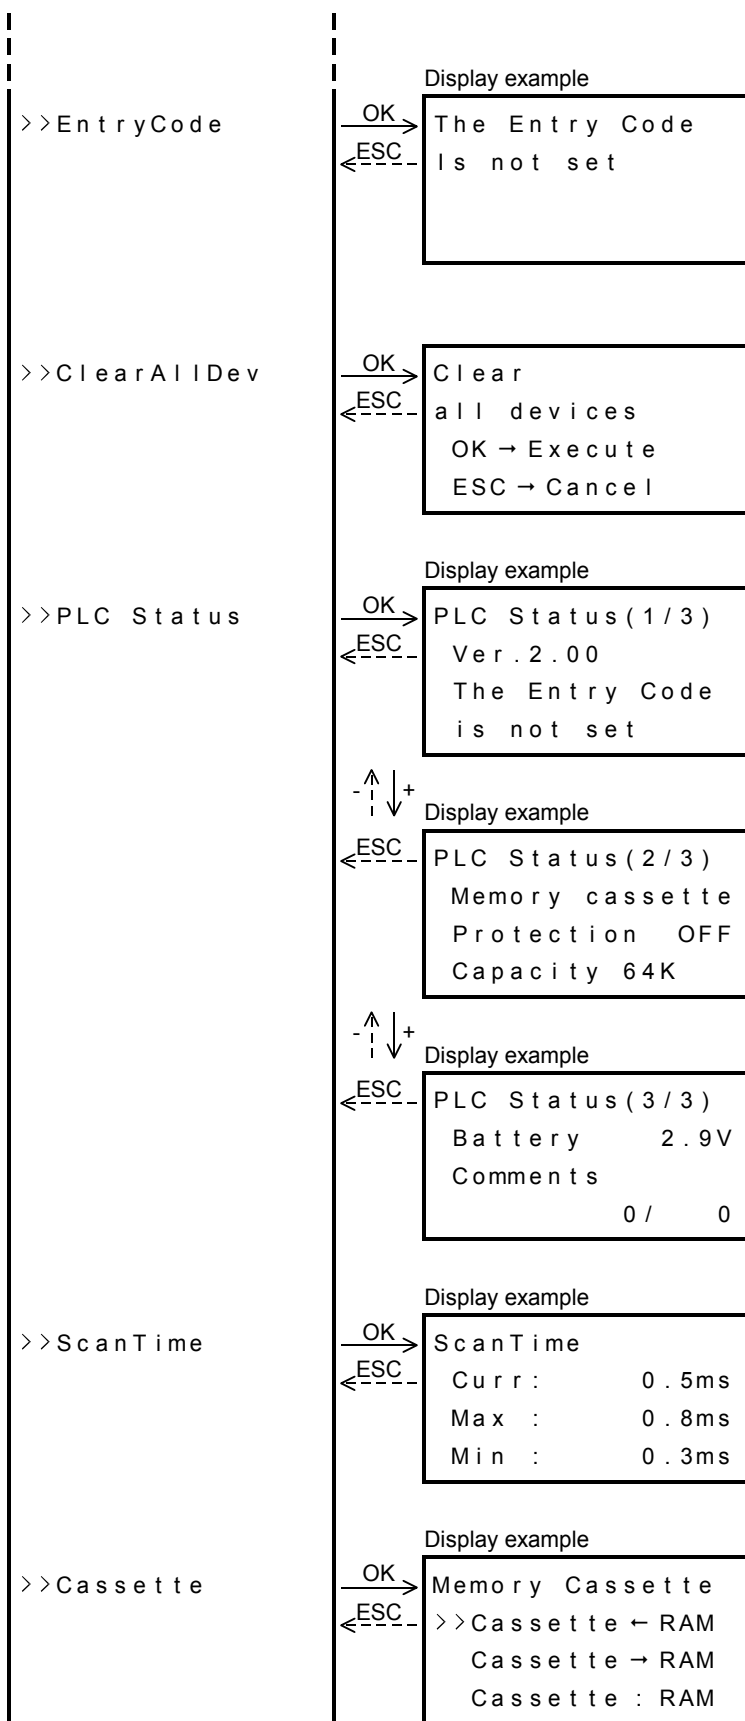 Display example
>>EntryCode
OK
ESC
The Entry Code
Is not set
>>ClearAllDev
OK
ESC
Clear
all devices
OK → Execute
ESC → Cancel
Display example
>>PLC Status
OK
ESC
PLC Status(1/3)
Ver.2.00
The Entry Code
is not set
- +
Display example
ESC
PLC Status(2/3)
Memory cassette
Protection OFF
Capacity 64K
- +
Display example
ESC
PLC Status(3/3)
Battery 2.9V
Comments
0/ 0
Display example
>>ScanTime
OK
ESC
ScanTime
Curr: 0.5ms
Max : 0.8ms
Min : 0.3ms
Display example
>>Cassette
OK
ESC
Memory Cassette
>>Cassette ← RAM
Cassette → RAM
Cassette : RAM